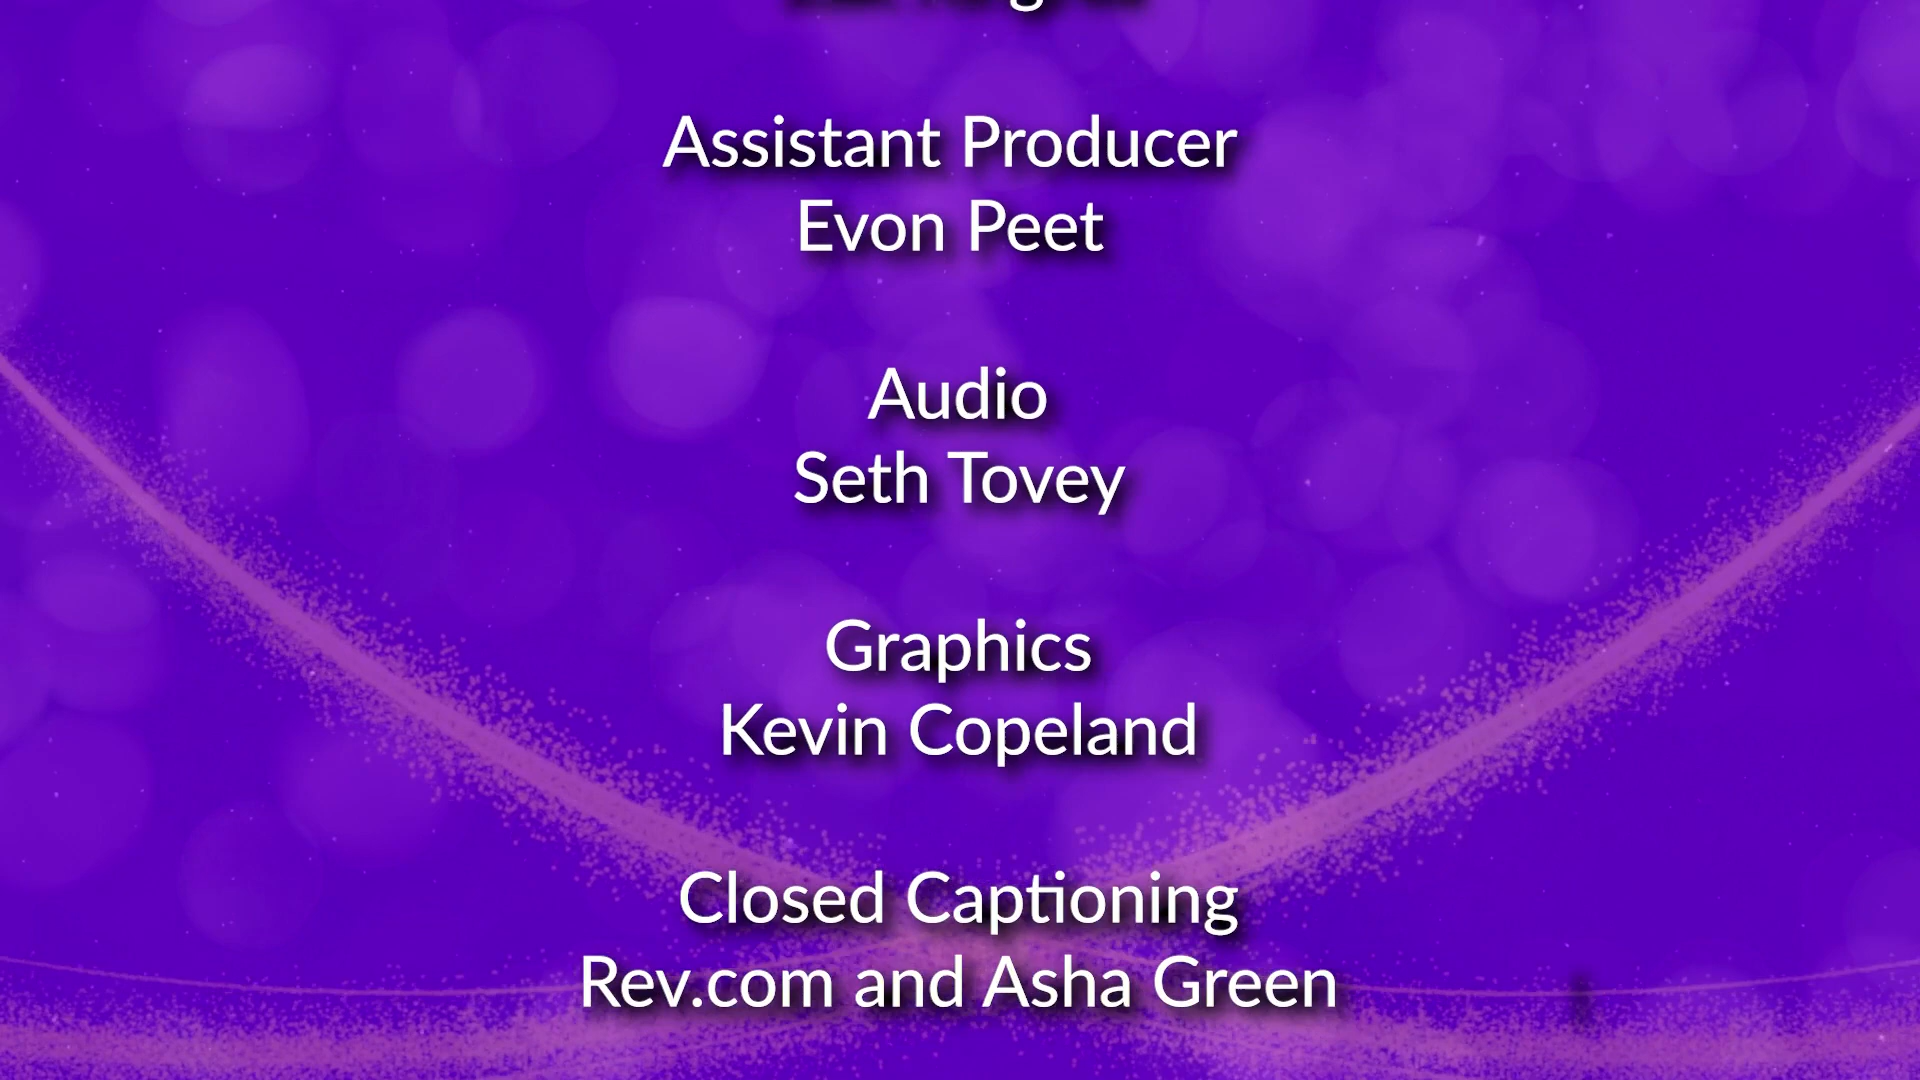 Assistant Producer
Evon Peet
Audio
Seth Tovey
Graphics
Kevin Copeland
Closed Captioning
Rev.com and Asha Green